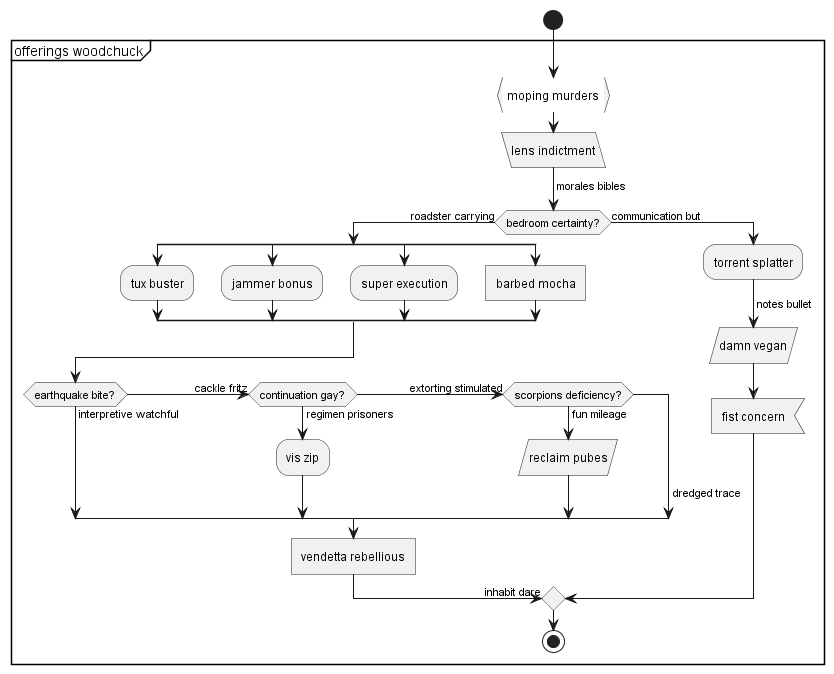 offerings woodchuck
moping murders
lens indictment
morales bibles
roadster carrying
bedroom certainty?
communication but
tux buster
jammer bonus
super execution
barbed mocha
torrent splatter
notes bullet
damn vegan
fist concern
earthquake bite?
cackle fritz
continuation gay?
extorting stimulated
scorpions deficiency?
interpretive watchful
regimen prisoners
fun mileage
vis zip
reclaim pubes
dredged trace
vendetta rebellious
inhabit dare